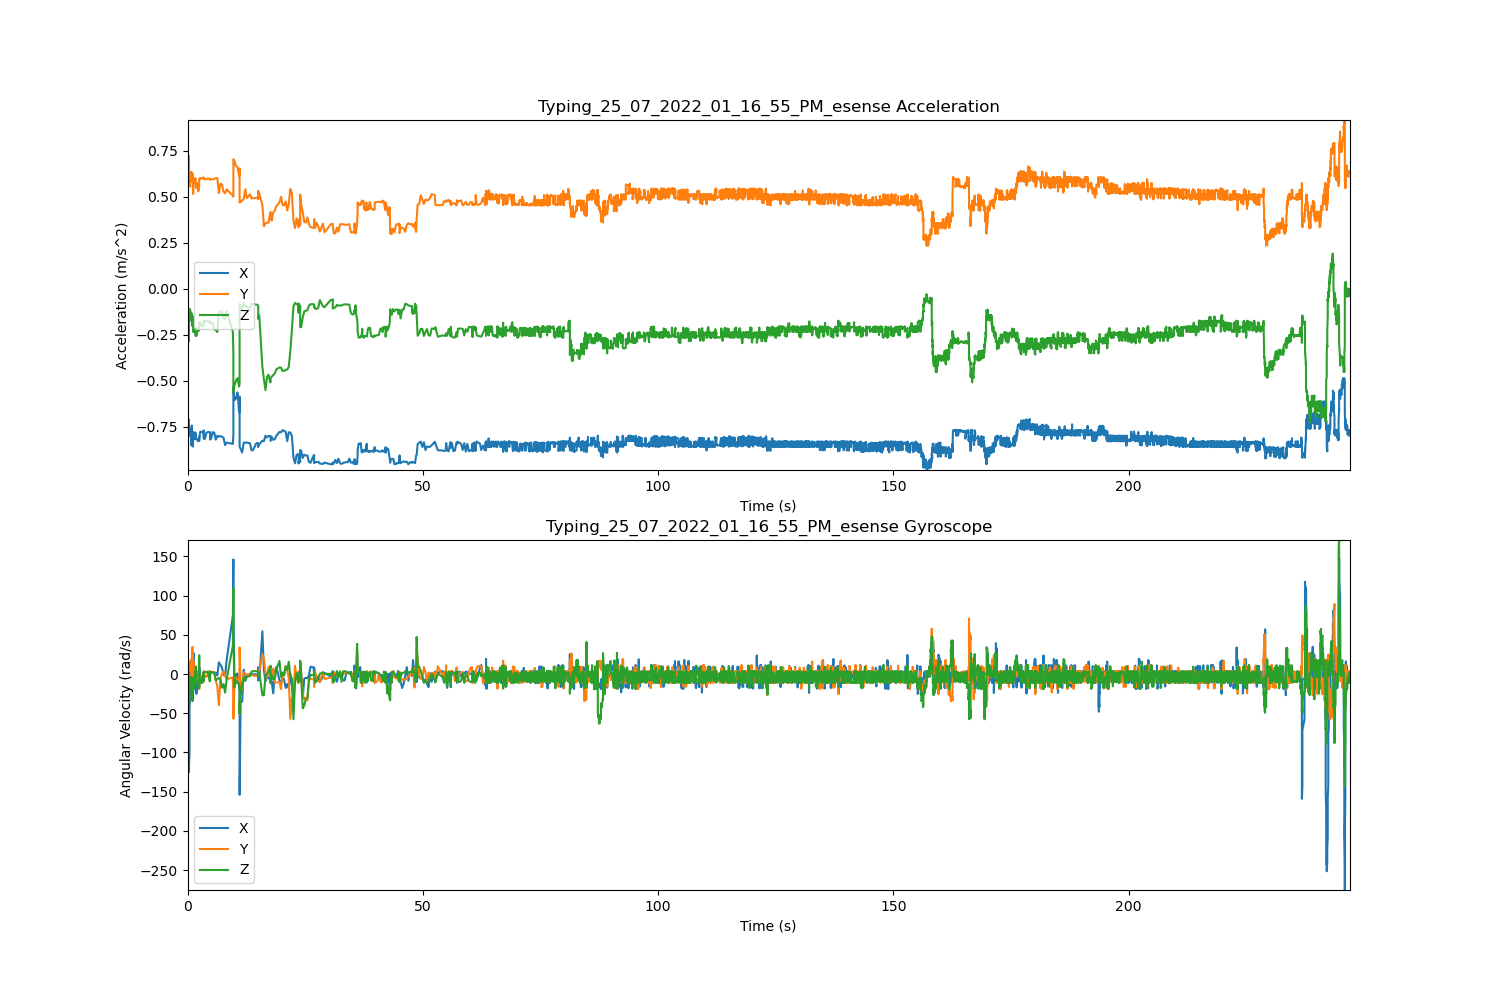 Typing_25_07_2022_01_16_55_PM_esense Acceleration
Acceleration (m/s^2)
0.75
0.50
0.25
0.00
−0.25
−0.50
−0.75
X
Y
Z
0 50 100 150 200
Time (s)
Typing_25_07_2022_01_16_55_PM_esense Gyroscope
Angular Velocity (rad/s)
150
100
50
0
−50
−100
−150
−200
−250
X
Y
Z
0 50 100 150 200
Time (s)